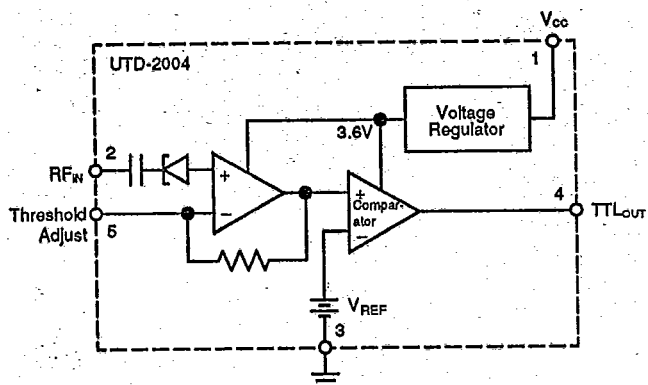 Vcc
1
UTD-2004
Voltage
Regulator
3.6V
2
RFIN
+
−
4
+
Compar-
ator
−
TTLOUT
Threshold
Adjust
5
VREF
3